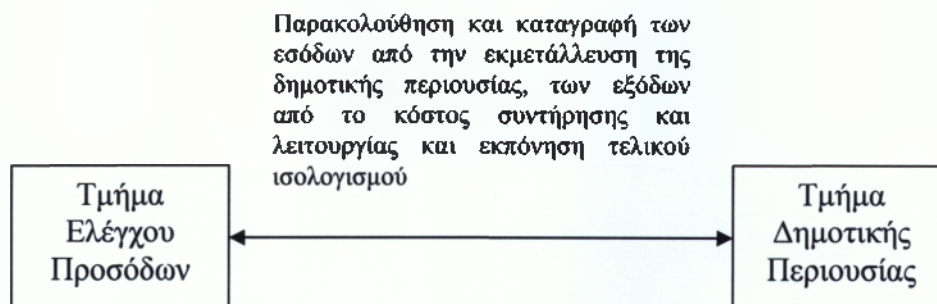 Παρακολούθηση και καταγραφή των
εσόδων από την εκμετάλλευση της
δημοτικής περιουσίας, των εξόδων
από το κόστος συντήρησης και
λειτουργίας και εκπόνηση τελικού
ισολογισμού
Τμήμα
Ελέγχου
Προσόδων
Τμήμα
Δημοτικής
Περιουσίας